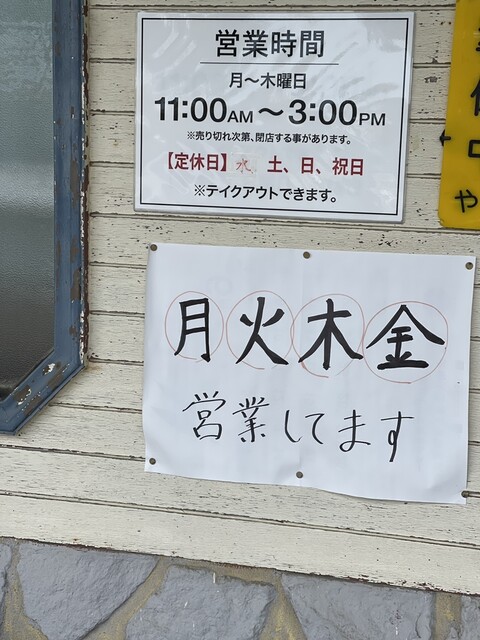 営業時間
月～木曜日
11:00AM～3:00PM
※売り切れ次第、閉店する事があります。
【定休日】水、土、日、祝日
※テイクアウトできます。
月火木金
営業してます
や